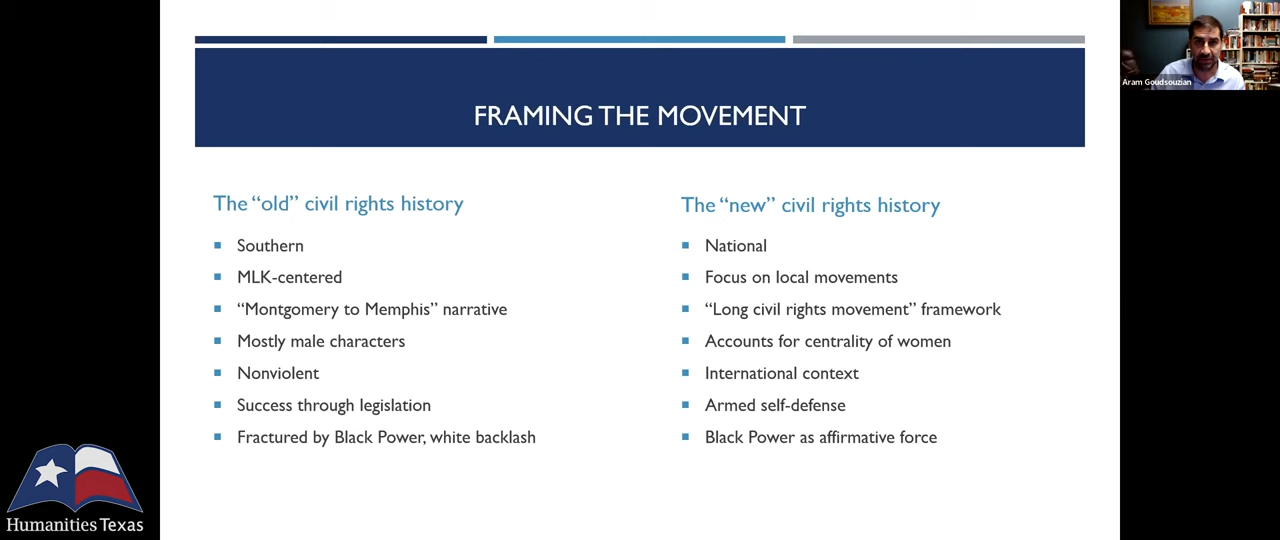 FRAMING THE MOVEMENT
The “old” civil rights history
Southern
MLK-centered
“Montgomery to Memphis” narrative
Mostly male characters
Nonviolent
Success through legislation
Fractured by Black Power, white backlash
The “new” civil rights history
National
Focus on local movements
“Long civil rights movement” framework
Accounts for centrality of women
International context
Armed self-defense
Black Power as affirmative force
Aram Goudsouzian
Humanities Texas